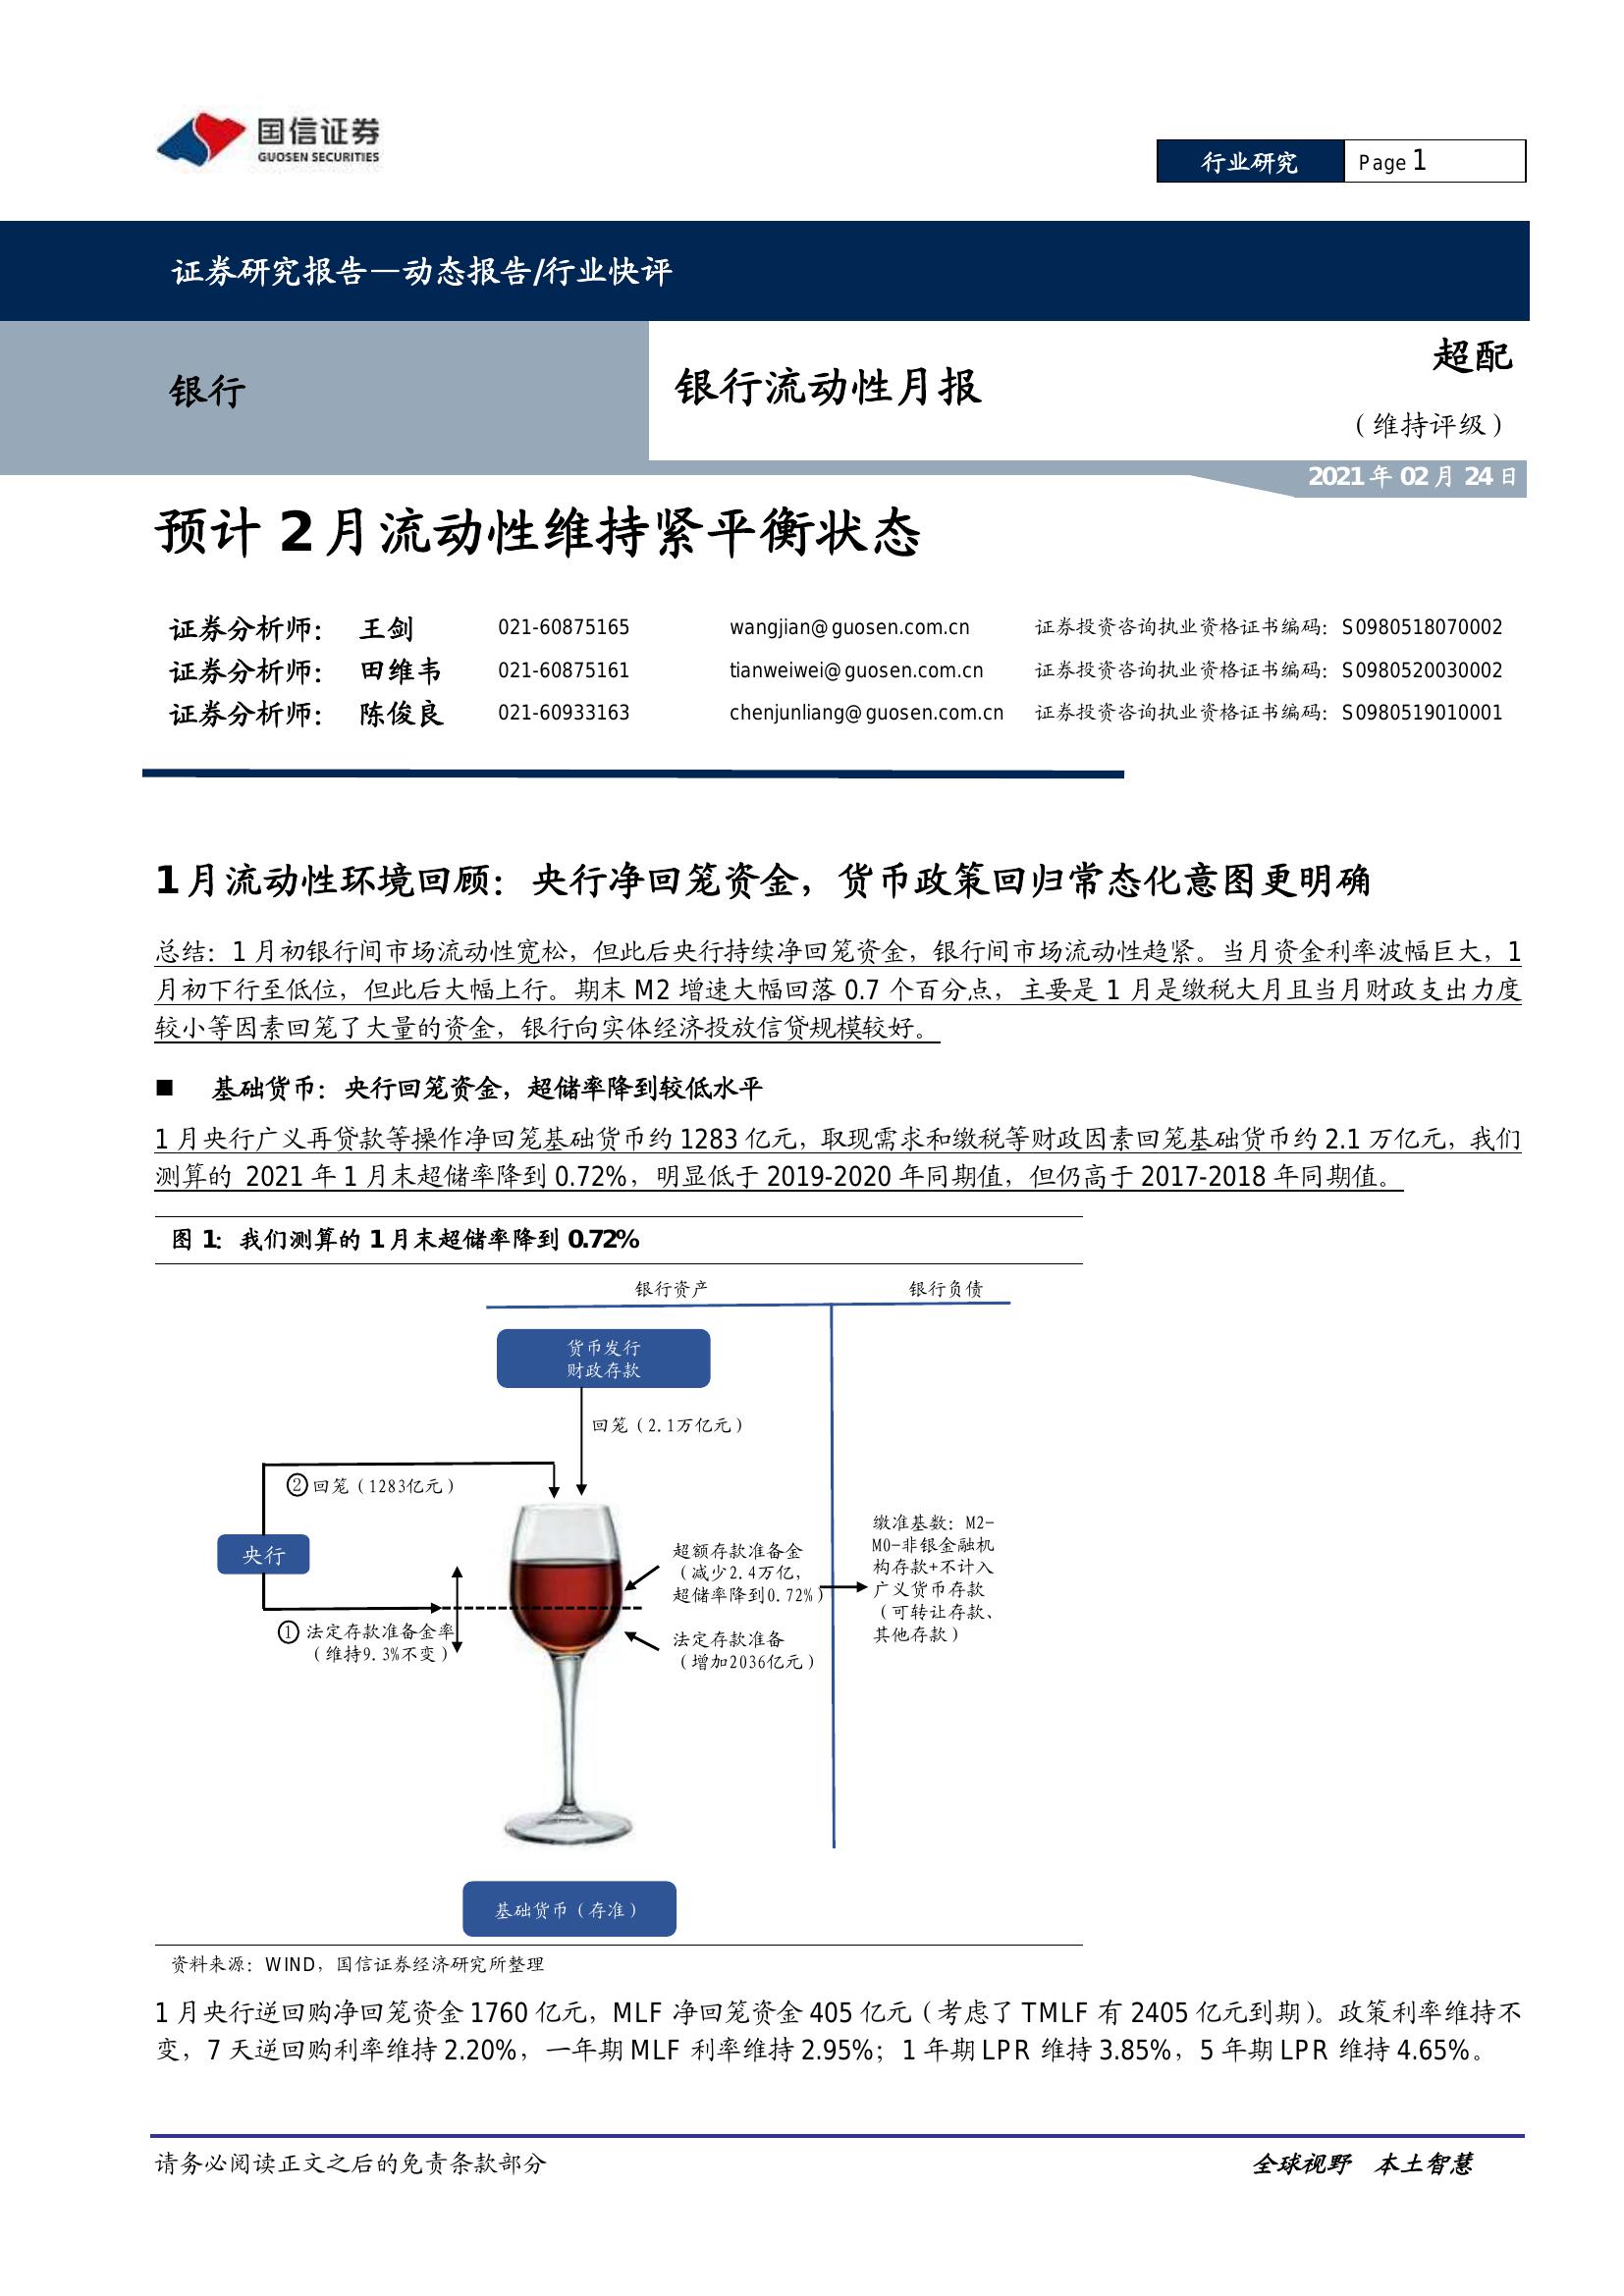 国信证券
GUOSEN SECURITIES
行业研究
Page 1
证券研究报告—动态报告/行业快评
银行
银行流动性月报
超配
（维持评级）
2021年02月24日
预计2月流动性维持紧平衡状态
证券分析师： 王剑 021-60875165 wangjian@guosen.com.cn 证券投资咨询执业资格证书编码：S0980518070002
证券分析师： 田维韦 021-60875161 tianweiwei@guosen.com.cn 证券投资咨询执业资格证书编码：S0980520030002
证券分析师： 陈俊良 021-60933163 chenjunliang@guosen.com.cn 证券投资咨询执业资格证书编码：S0980519010001
1月流动性环境回顾：央行净回笼资金，货币政策回归常态化意图更明确
总结：1月初银行间市场流动性宽松，但此后央行持续净回笼资金，银行间市场流动性趋紧。当月资金利率波幅巨大，1
月初下行至低位，但此后大幅上行。期末M2增速大幅回落0.7个百分点，主要是1月是缴税大月且当月财政支出力度
较小等因素回笼了大量的资金，银行向实体经济投放信贷规模较好。
■ 基础货币：央行回笼资金，超储率降到较低水平
1月央行广义再贷款等操作净回笼基础货币约1283亿元，取现需求和缴税等财政因素回笼基础货币约2.1万亿元，我们
测算的 2021年1月末超储率降到0.72%，明显低于2019-2020年同期值，但仍高于2017-2018年同期值。
图1：我们测算的1月末超储率降到0.72%
银行资产
银行负债
货币发行
财政存款
回笼（2.1万亿元）
②回笼（1283亿元）
央行
① 法定存款准备金率
（维持9.3%不变）
超额存款准备金
（减少2.4万亿，
超储率降到0.72%）
法定存款准备
（增加2036亿元）
缴准基数：M2-
M0-非银金融机
构存款+不计入
广义货币存款
（可转让存款、
其他存款）
基础货币（存准）
资料来源：WIND，国信证券经济研究所整理
1月央行逆回购净回笼资金1760亿元，MLF净回笼资金405亿元（考虑了TMLF有2405亿元到期）。政策利率维持不
变，7天逆回购利率维持2.20%，一年期MLF利率维持2.95%；1年期LPR维持3.85%，5年期LPR维持4.65%。
请务必阅读正文之后的免责条款部分
全球视野 本土智慧